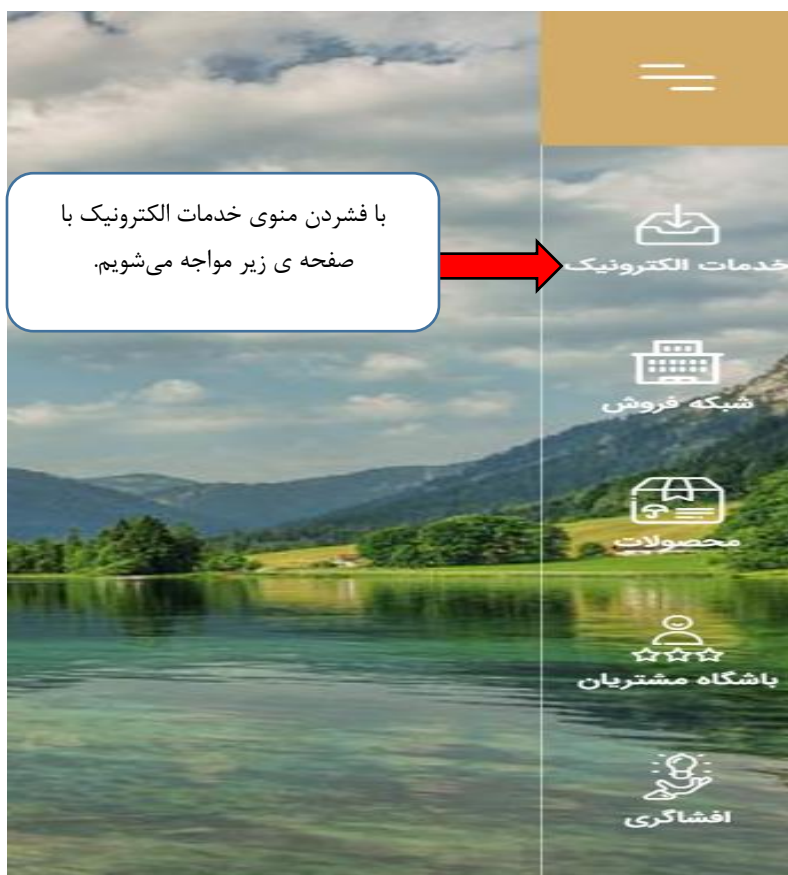 با فشردن منوی خدمات الکترونیک با
صفحه ی زیر مواجه می‌شویم.
خدمات الکترونیک
شبکه فروش
محصولات
باشگاه مشتریان
افشاگری